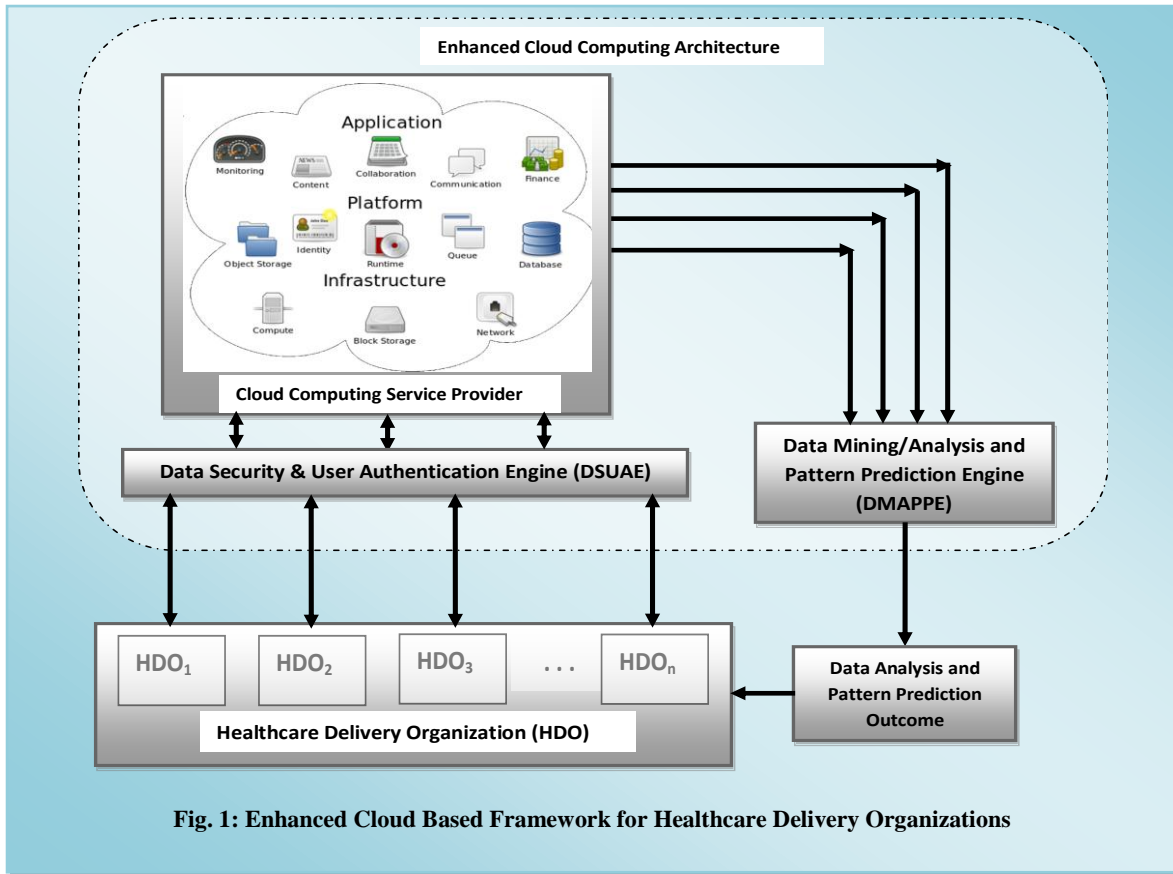 Enhanced Cloud Computing Architecture
Application
Monitoring
Content
Collaboration
Communication
Finance
Platform
Object Storage
Identity
Runtime
Queue
Database
Infrastructure
Compute
Block Storage
Network
Cloud Computing Service Provider
Data Security & User Authentication Engine (DSUAE)
Data Mining/Analysis and
Pattern Prediction Engine
(DMAPPE)
HDO1
HDO2
HDO3
. . .
HDOn
Healthcare Delivery Organization (HDO)
Data Analysis and
Pattern Prediction
Outcome
Fig. 1: Enhanced Cloud Based Framework for Healthcare Delivery Organizations